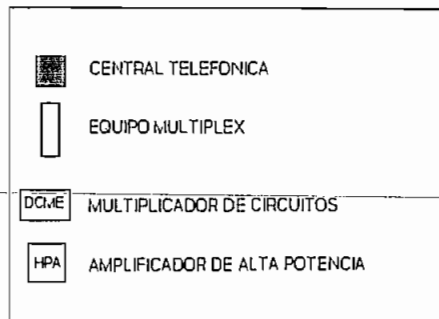 CENTRAL TELEFONICA
EQUIPO MULTIPLEX
DCME MULTIPLICADOR DE CIRCUITOS
HPA AMPLIFICADOR DE ALTA POTENCIA